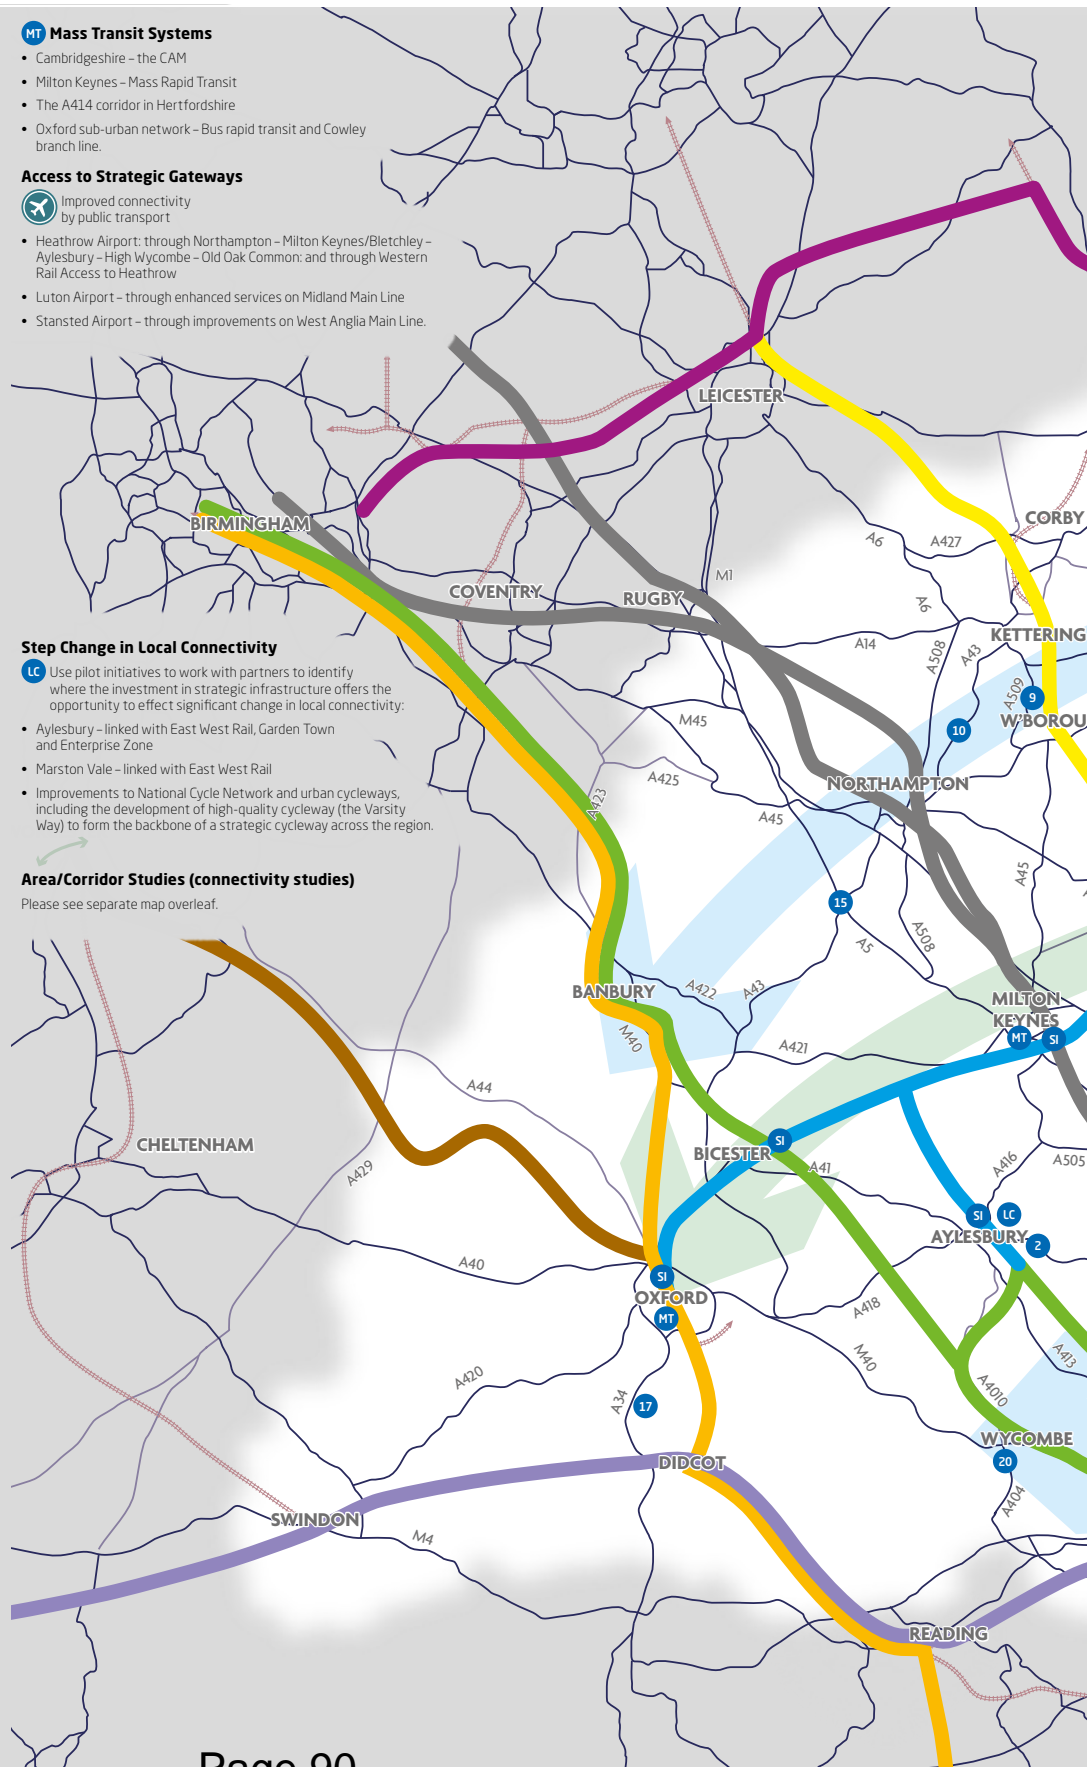 MT Mass Transit Systems
• Cambridgeshire – the CAM
• Milton Keynes – Mass Rapid Transit
• The A414 corridor in Hertfordshire
• Oxford sub-urban network – Bus rapid transit and Cowley
branch line.
Access to Strategic Gateways
Improved connectivity
by public transport
• Heathrow Airport: through Northampton – Milton Keynes/Bletchley –
Aylesbury – High Wycombe – Old Oak Common: and through Western
Rail Access to Heathrow
• Luton Airport – through enhanced services on Midland Main Line
• Stansted Airport – through improvements on West Anglia Main Line.
LEICESTER
BIRMINGHAM
CORBY
A6
A427
M1
COVENTRY
RUGBY
A6
KETTERING
A14
A508
A43
Step Change in Local Connectivity
LC Use pilot initiatives to work with partners to identify
where the investment in strategic infrastructure offers the
opportunity to effect significant change in local connectivity:
• Aylesbury – linked with East West Rail, Garden Town
and Enterprise Zone
• Marston Vale – linked with East West Rail
• Improvements to National Cycle Network and urban cycleways,
including the development of high-quality cycleway (the Varsity
Way) to form the backbone of a strategic cycleway across the region.
Area/Corridor Studies (connectivity studies)
Please see separate map overleaf.
A509
9
M45
W'BOROU
10
A425
NORTHAMPTON
A423
A45
A45
15
A5
A508
BANBURY
A422
A43
MILTON
KEYNES
M40
MT
SI
A421
A44
CHELTENHAM
BICESTER
SI
A41
A416
A505
A429
SI
LC
AYLESBURY
2
A40
SI
OXFORD
MT
A418
M40
A413
A420
A34
17
A4010
WYCOMBE
20
DIDCOT
A404
SWINDON
M4
READING
Page 90